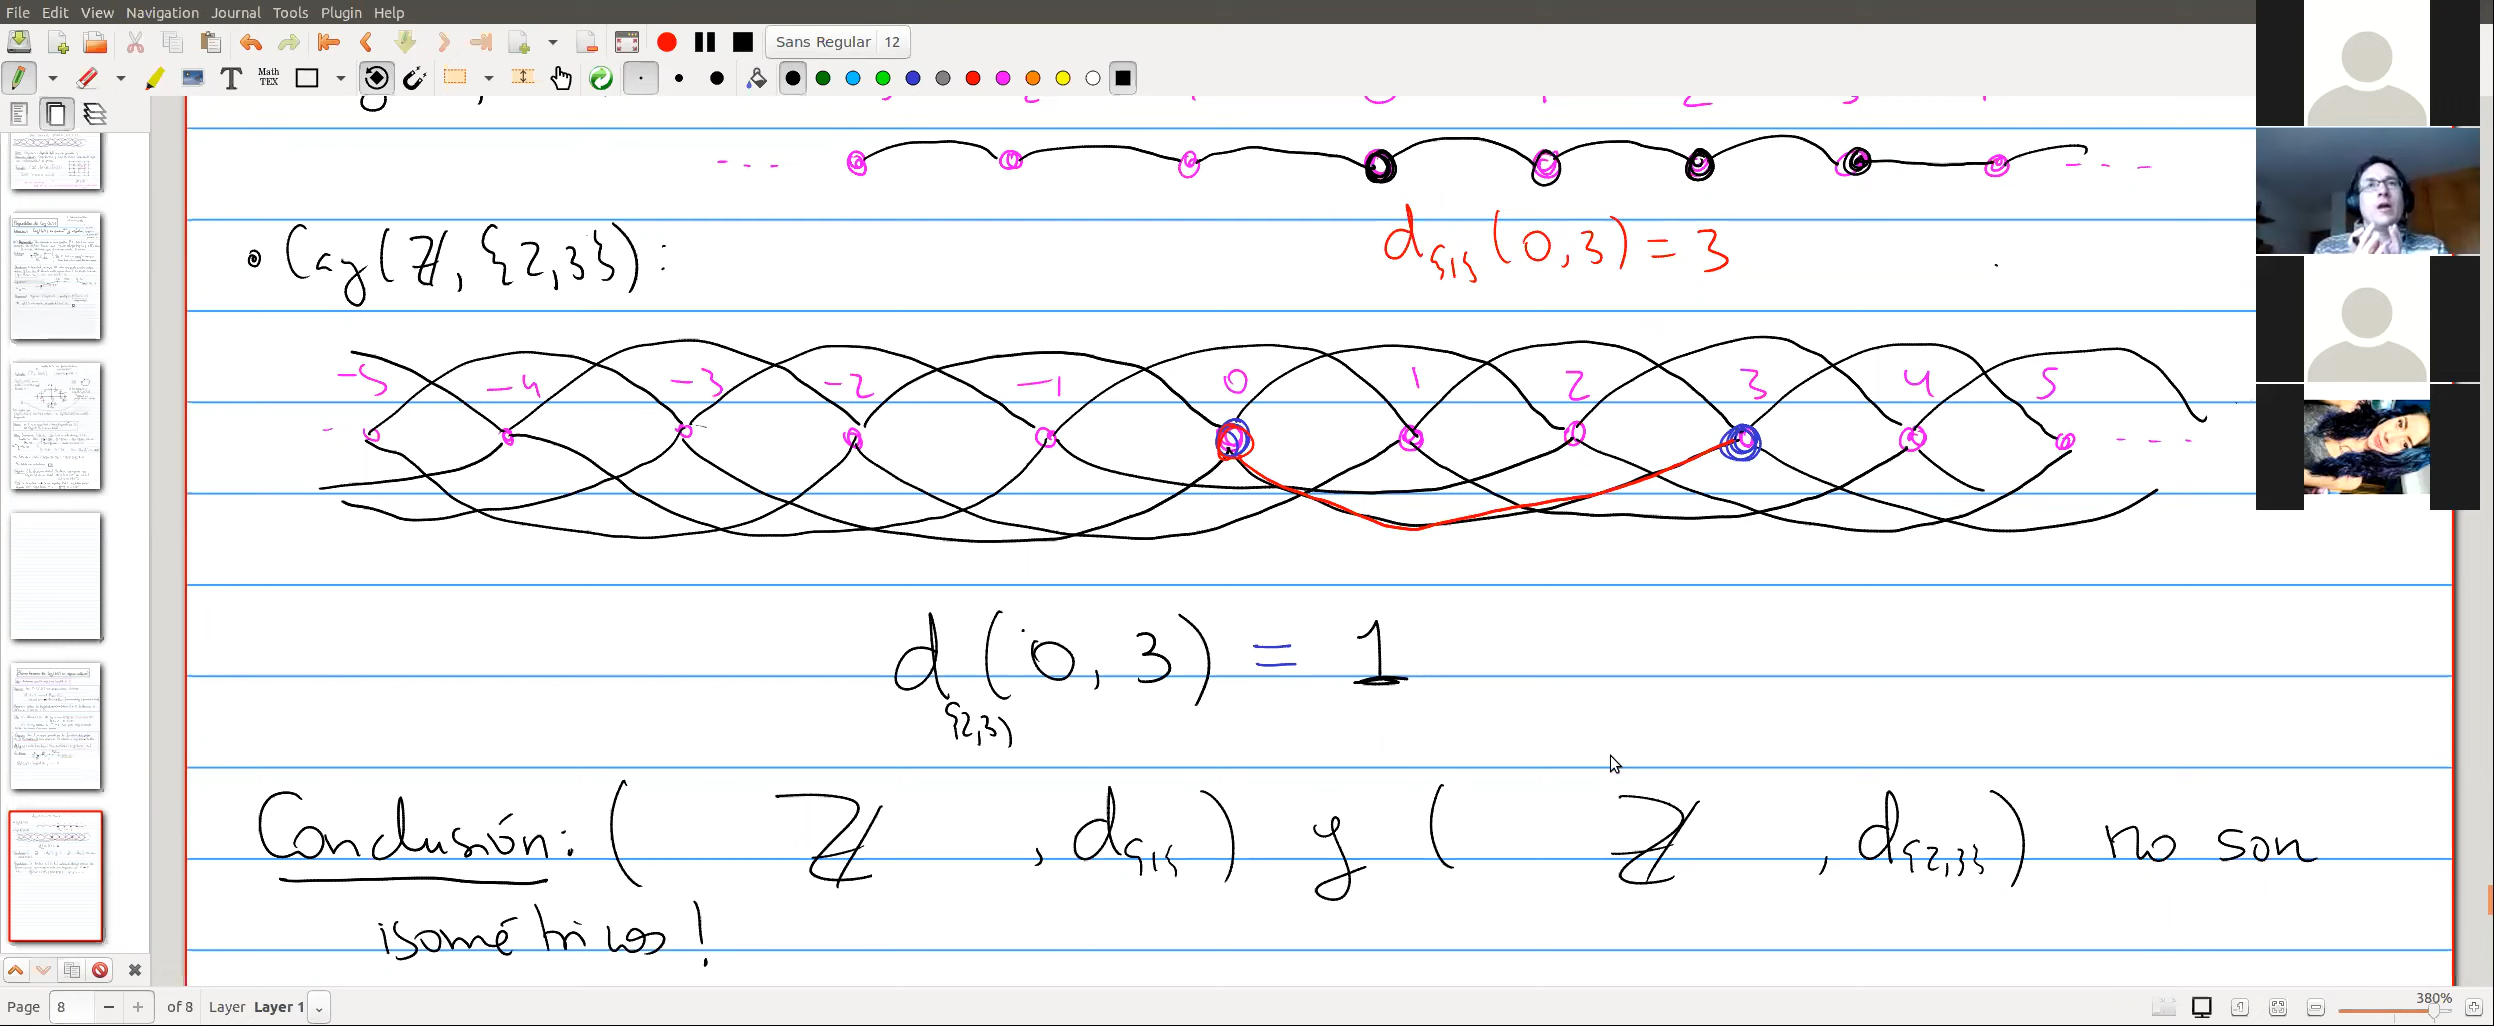 File Edit View Navigation Journal Tools Plugin Help
Sans Regular 12
Math TEX
d{1}(0,3) = 3
• Cay(ℤ, {2,3}):
-5 -4 -3 -2 -1 0 1 2 3 4 5
d{2,3}(0,3) = 1
Conclusión: (ℤ, d{1}) y (ℤ, d{2,3}) no son
isométricos!
Page 8 of 8 Layer Layer 1
380%